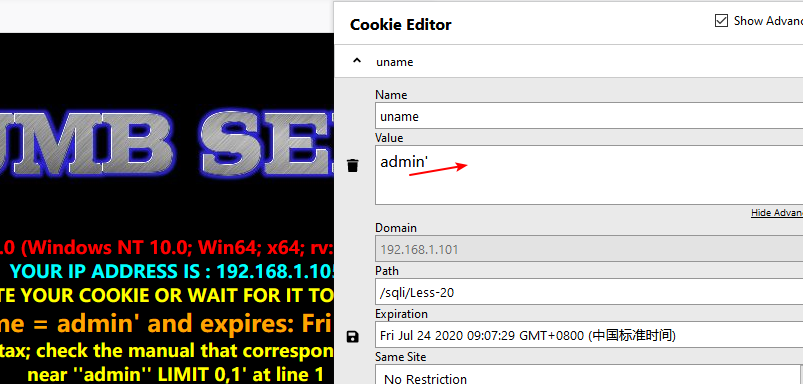 Cookie Editor
Show Advanc
uname
Name
uname
Value
admin'
Hide Advanc
Domain
192.168.1.101
Path
/sqli/Less-20
Expiration
Fri Jul 24 2020 09:07:29 GMT+0800 (中国标准时间)
Same Site
No Restriction
UMB SE
.0 (Windows NT 10.0; Win64; x64; rv:
YOUR IP ADDRESS IS : 192.168.1.105
TE YOUR COOKIE OR WAIT FOR IT TO
me = admin' and expires: Fri
tax; check the manual that correspon
near ''admin'' LIMIT 0,1' at line 1